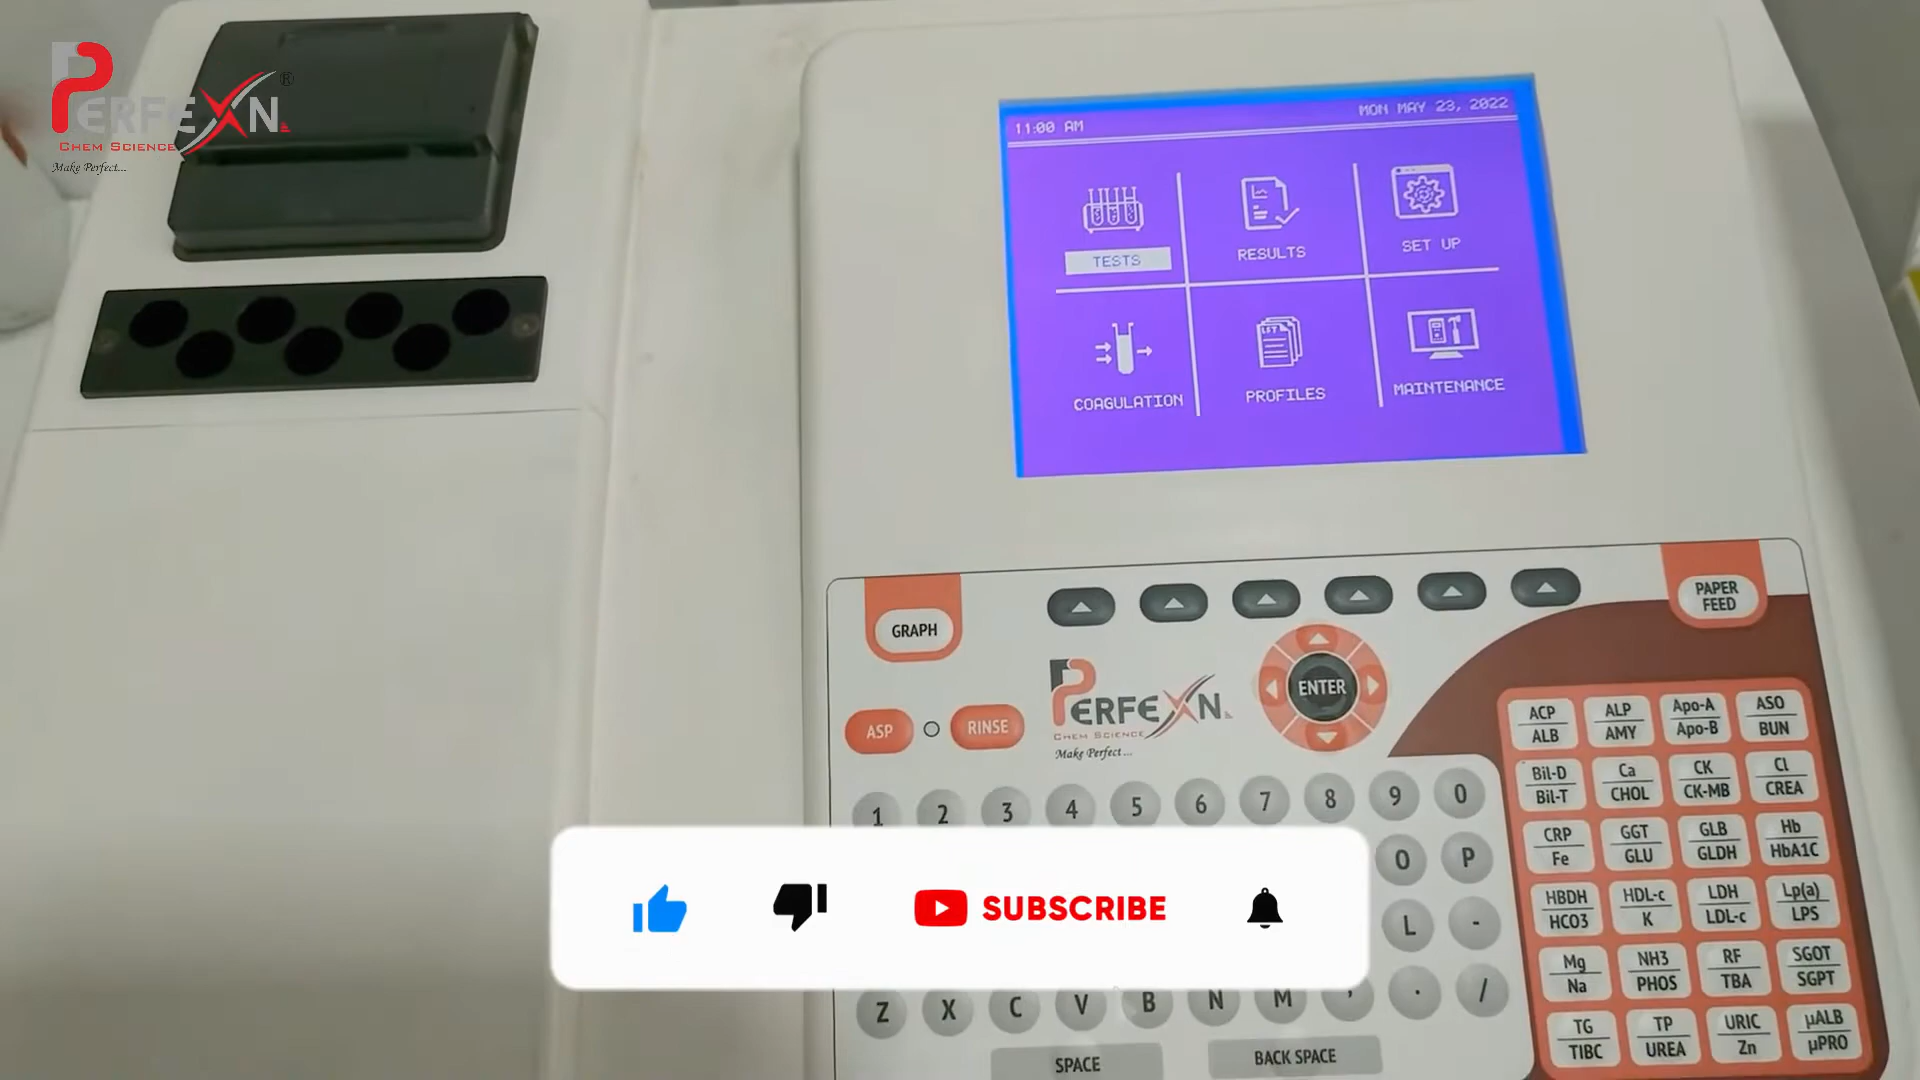 PERFEXN ®
CHEM SCIENCE
Make Perfect...
11:00 AM
MON MAY 23, 2022
TESTS
RESULTS
SET UP
COAGULATION
PROFILES
MAINTENANCE
GRAPH
PAPER
FEED
ENTER
ASP
RINSE
PERFEXN
CHEM SCIENCE
Make Perfect...
1 2 3 4 5 6 7 8 9 0
O P
L -
Z X C V B N M , . /
SPACE
BACK SPACE
ACP
ALB
ALP
AMY
Apo-A
Apo-B
ASO
BUN
Bil-D
Bil-T
Ca
CHOL
CK
CK-MB
Cl
CREA
CRP
Fe
GGT
GLU
GLB
GLDH
Hb
HbA1C
HBDH
HCO3
HDL-c
K
LDH
LDL-c
Lp(a)
LPS
Mg
Na
NH3
PHOS
RF
TBA
SGOT
SGPT
TG
TIBC
TP
UREA
URIC
Zn
µALB
µPRO
SUBSCRIBE